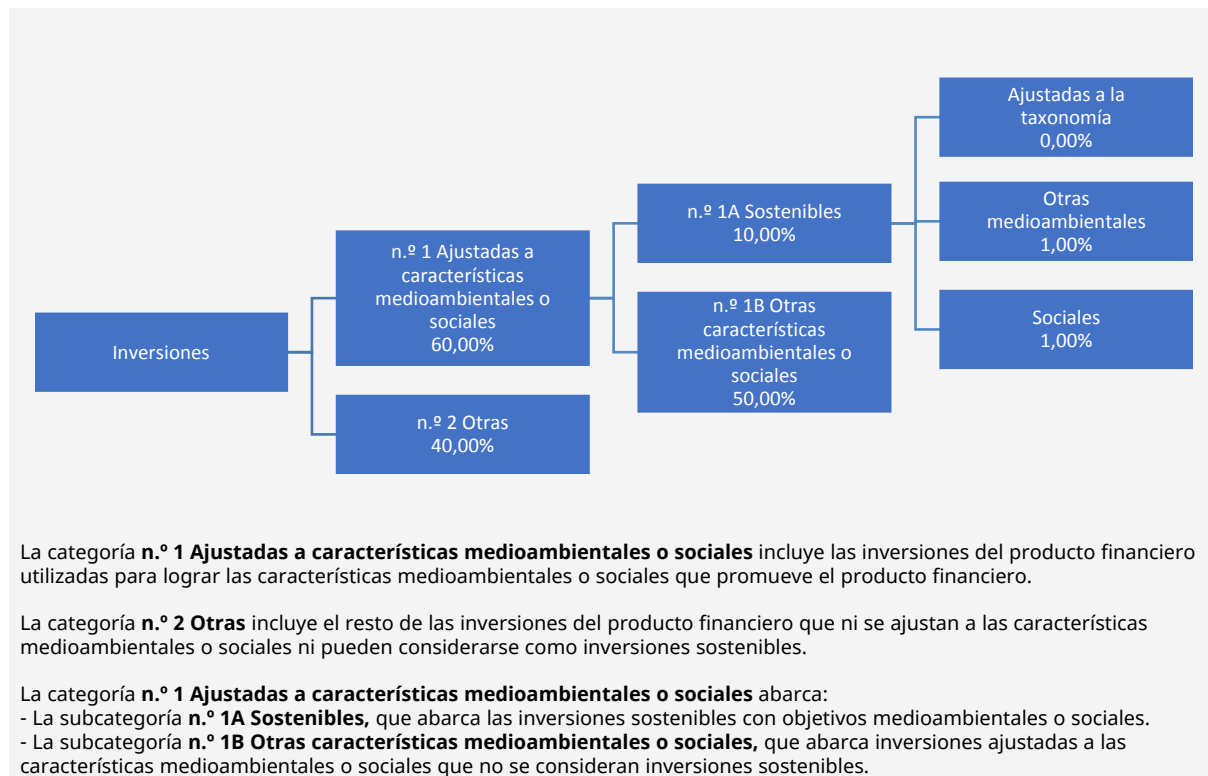 Inversiones
n.º 1 Ajustadas a
características
medioambientales o
sociales
60,00%
n.º 2 Otras
40,00%
n.º 1A Sostenibles
10,00%
n.º 1B Otras
características
medioambientales o
sociales
50,00%
Ajustadas a la
taxonomía
0,00%
Otras
medioambientales
1,00%
Sociales
1,00%
La categoría n.º 1 Ajustadas a características medioambientales o sociales incluye las inversiones del producto financiero
utilizadas para lograr las características medioambientales o sociales que promueve el producto financiero.
La categoría n.º 2 Otras incluye el resto de las inversiones del producto financiero que ni se ajustan a las características
medioambientales o sociales ni pueden considerarse como inversiones sostenibles.
La categoría n.º 1 Ajustadas a características medioambientales o sociales abarca:
- La subcategoría n.º 1A Sostenibles, que abarca las inversiones sostenibles con objetivos medioambientales o sociales.
- La subcategoría n.º 1B Otras características medioambientales o sociales, que abarca inversiones ajustadas a las
características medioambientales o sociales que no se consideran inversiones sostenibles.